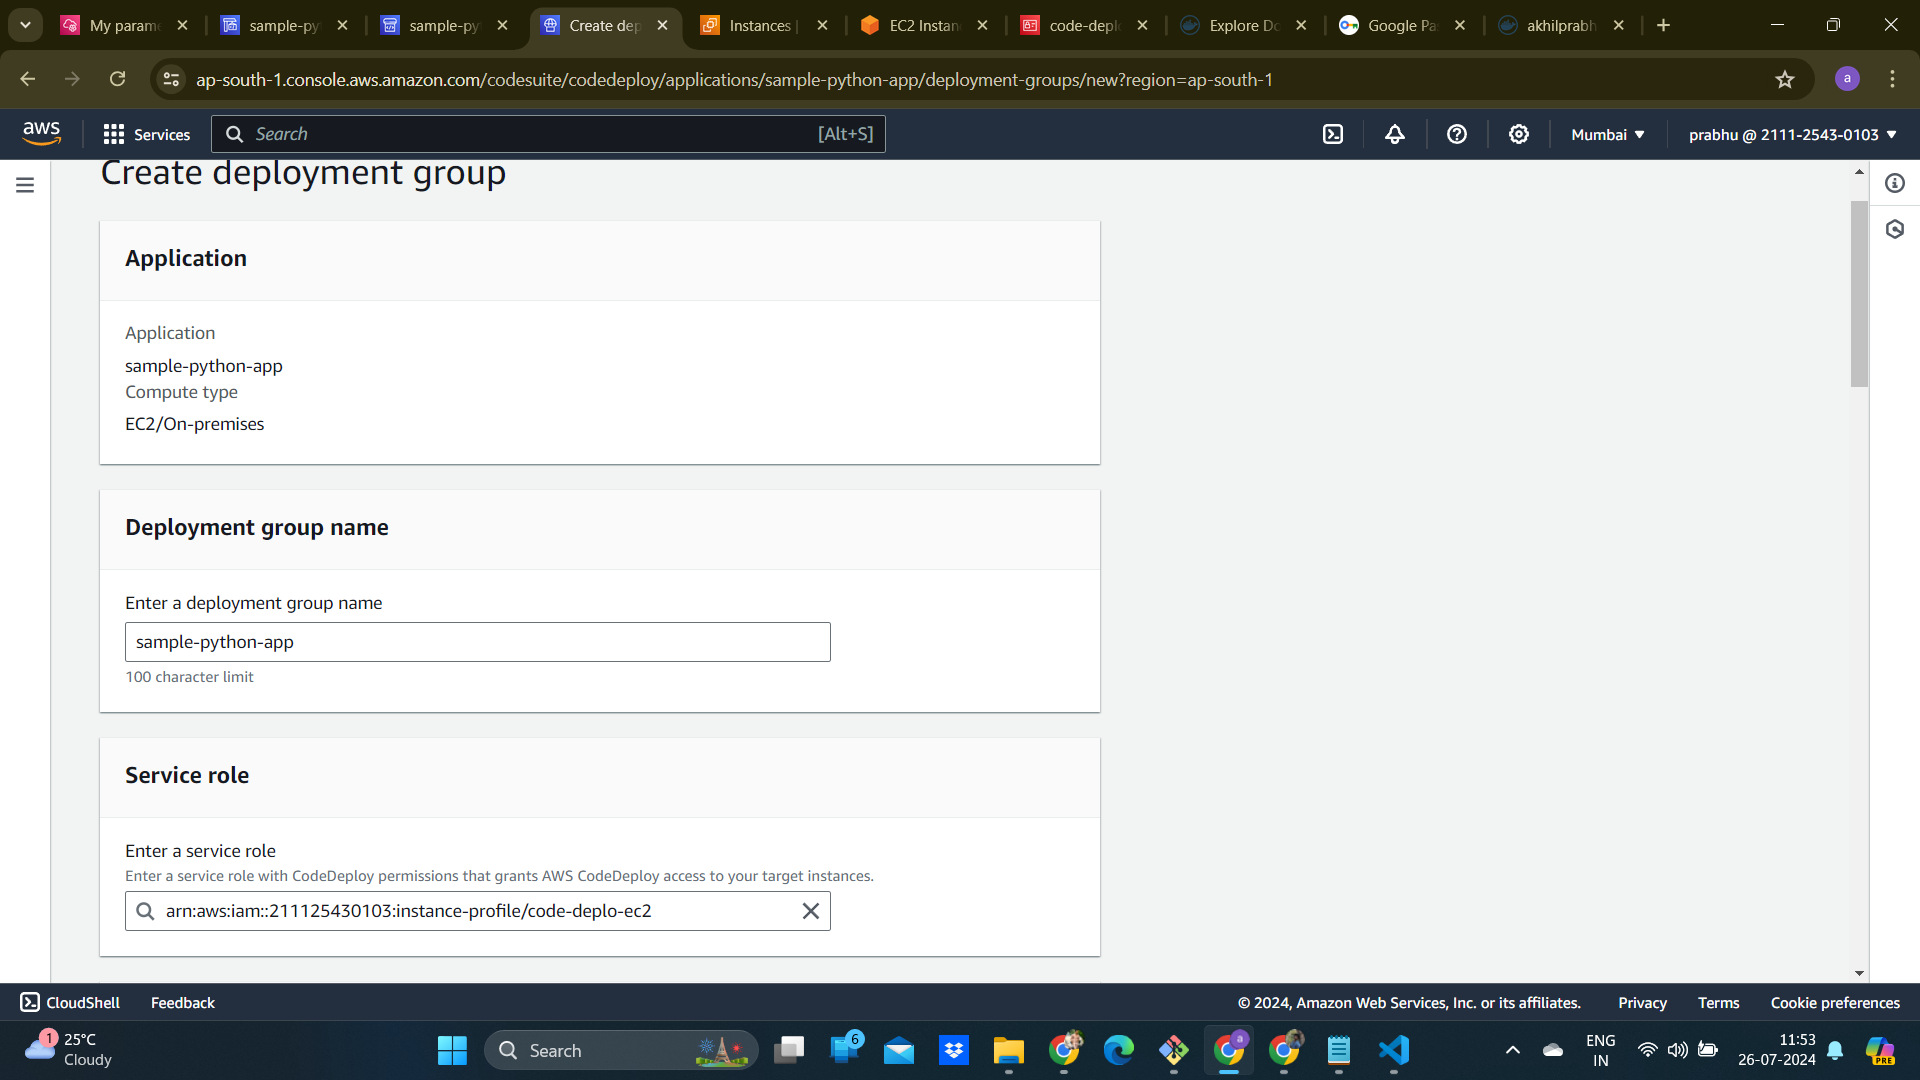 My parame
sample-py
sample-py
Create dep
Instances
EC2 Instan
code-deplo
Explore Do
Google Pa
akhilprabh
ap-south-1.console.aws.amazon.com/codesuite/codedeploy/applications/sample-python-app/deployment-groups/new?region=ap-south-1
a
aws
Services
Search
[Alt+S]
Mumbai
prabhu @ 2111-2543-0103
Create deployment group
Application
Application
sample-python-app
Compute type
EC2/On-premises
Deployment group name
Enter a deployment group name
sample-python-app
100 character limit
Service role
Enter a service role
Enter a service role with CodeDeploy permissions that grants AWS CodeDeploy access to your target instances.
arn:aws:iam::211125430103:instance-profile/code-deplo-ec2
CloudShell
Feedback
© 2024, Amazon Web Services, Inc. or its affiliates.
Privacy
Terms
Cookie preferences
1
25°C
Cloudy
Search
6
a
ENG
IN
11:53
26-07-2024
PRE